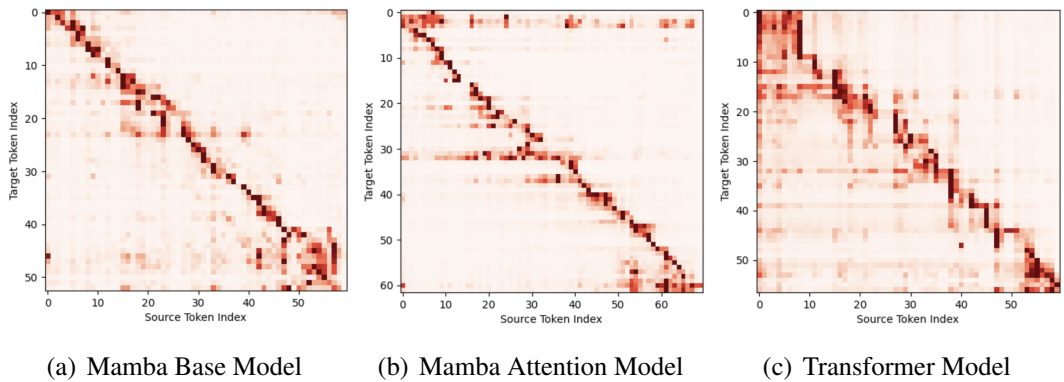 0
10
20
30
40
50
Target Token Index
0 10 20 30 40 50
Source Token Index
(a) Mamba Base Model
0
10
20
30
40
50
60
Target Token Index
0 10 20 30 40 50 60
Source Token Index
(b) Mamba Attention Model
0
10
20
30
40
50
Target Token Index
0 10 20 30 40 50
Source Token Index
(c) Transformer Model